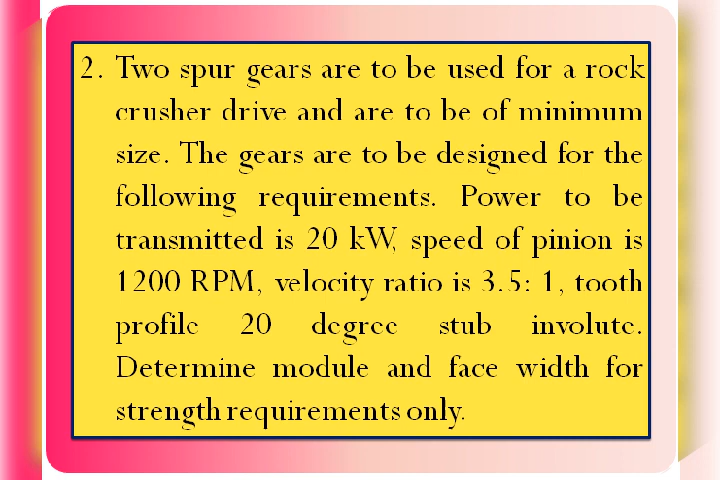 2. Two spur gears are to be used for a rock
crusher drive and are to be of minimum
size. The gears are to be designed for the
following requirements. Power to be
transmitted is 20 kW, speed of pinion is
1200 RPM, velocity ratio is 3.5: 1, tooth
profile 20 degree stub involute.
Determine module and face width for
strength requirements only.